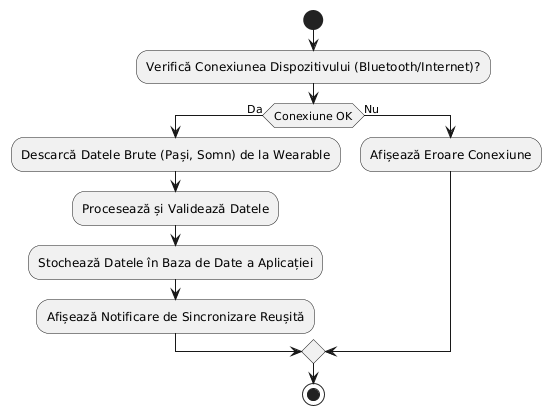 Verifică Conexiunea Dispozitivului (Bluetooth/Internet)?
Da
Conexiune OK
Nu
Descarcă Datele Brute (Pași, Somn) de la Wearable
Afișează Eroare Conexiune
Procesează și Validează Datele
Stochează Datele în Baza de Date a Aplicației
Afișează Notificare de Sincronizare Reușită